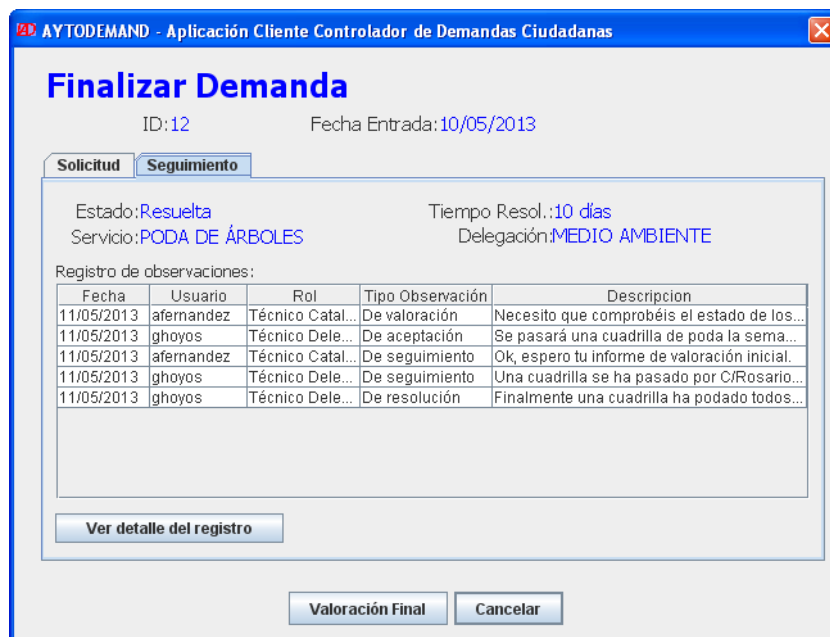 AYTODEMAND - Aplicación Cliente Controlador de Demandas Ciudadanas
Finalizar Demanda
ID:12 Fecha Entrada:10/05/2013
Solicitud Seguimiento
Estado:Resuelta Tiempo Resol.:10 días
Servicio:PODA DE ÁRBOLES Delegación:MEDIO AMBIENTE
Registro de observaciones:
Fecha Usuario Rol Tipo Observación Descripcion
11/05/2013 afernandez Técnico Catal... De valoración Necesito que comprobéis el estado de los...
11/05/2013 ghoyos Técnico Dele... De aceptación Se pasará una cuadrilla de poda la sema...
11/05/2013 afernandez Técnico Catal... De seguimiento Ok, espero tu informe de valoración inicial.
11/05/2013 ghoyos Técnico Dele... De seguimiento Una cuadrilla se ha pasado por C/Rosario...
11/05/2013 ghoyos Técnico Dele... De resolución Finalmente una cuadrilla ha podado todos...
Ver detalle del registro
Valoración Final Cancelar